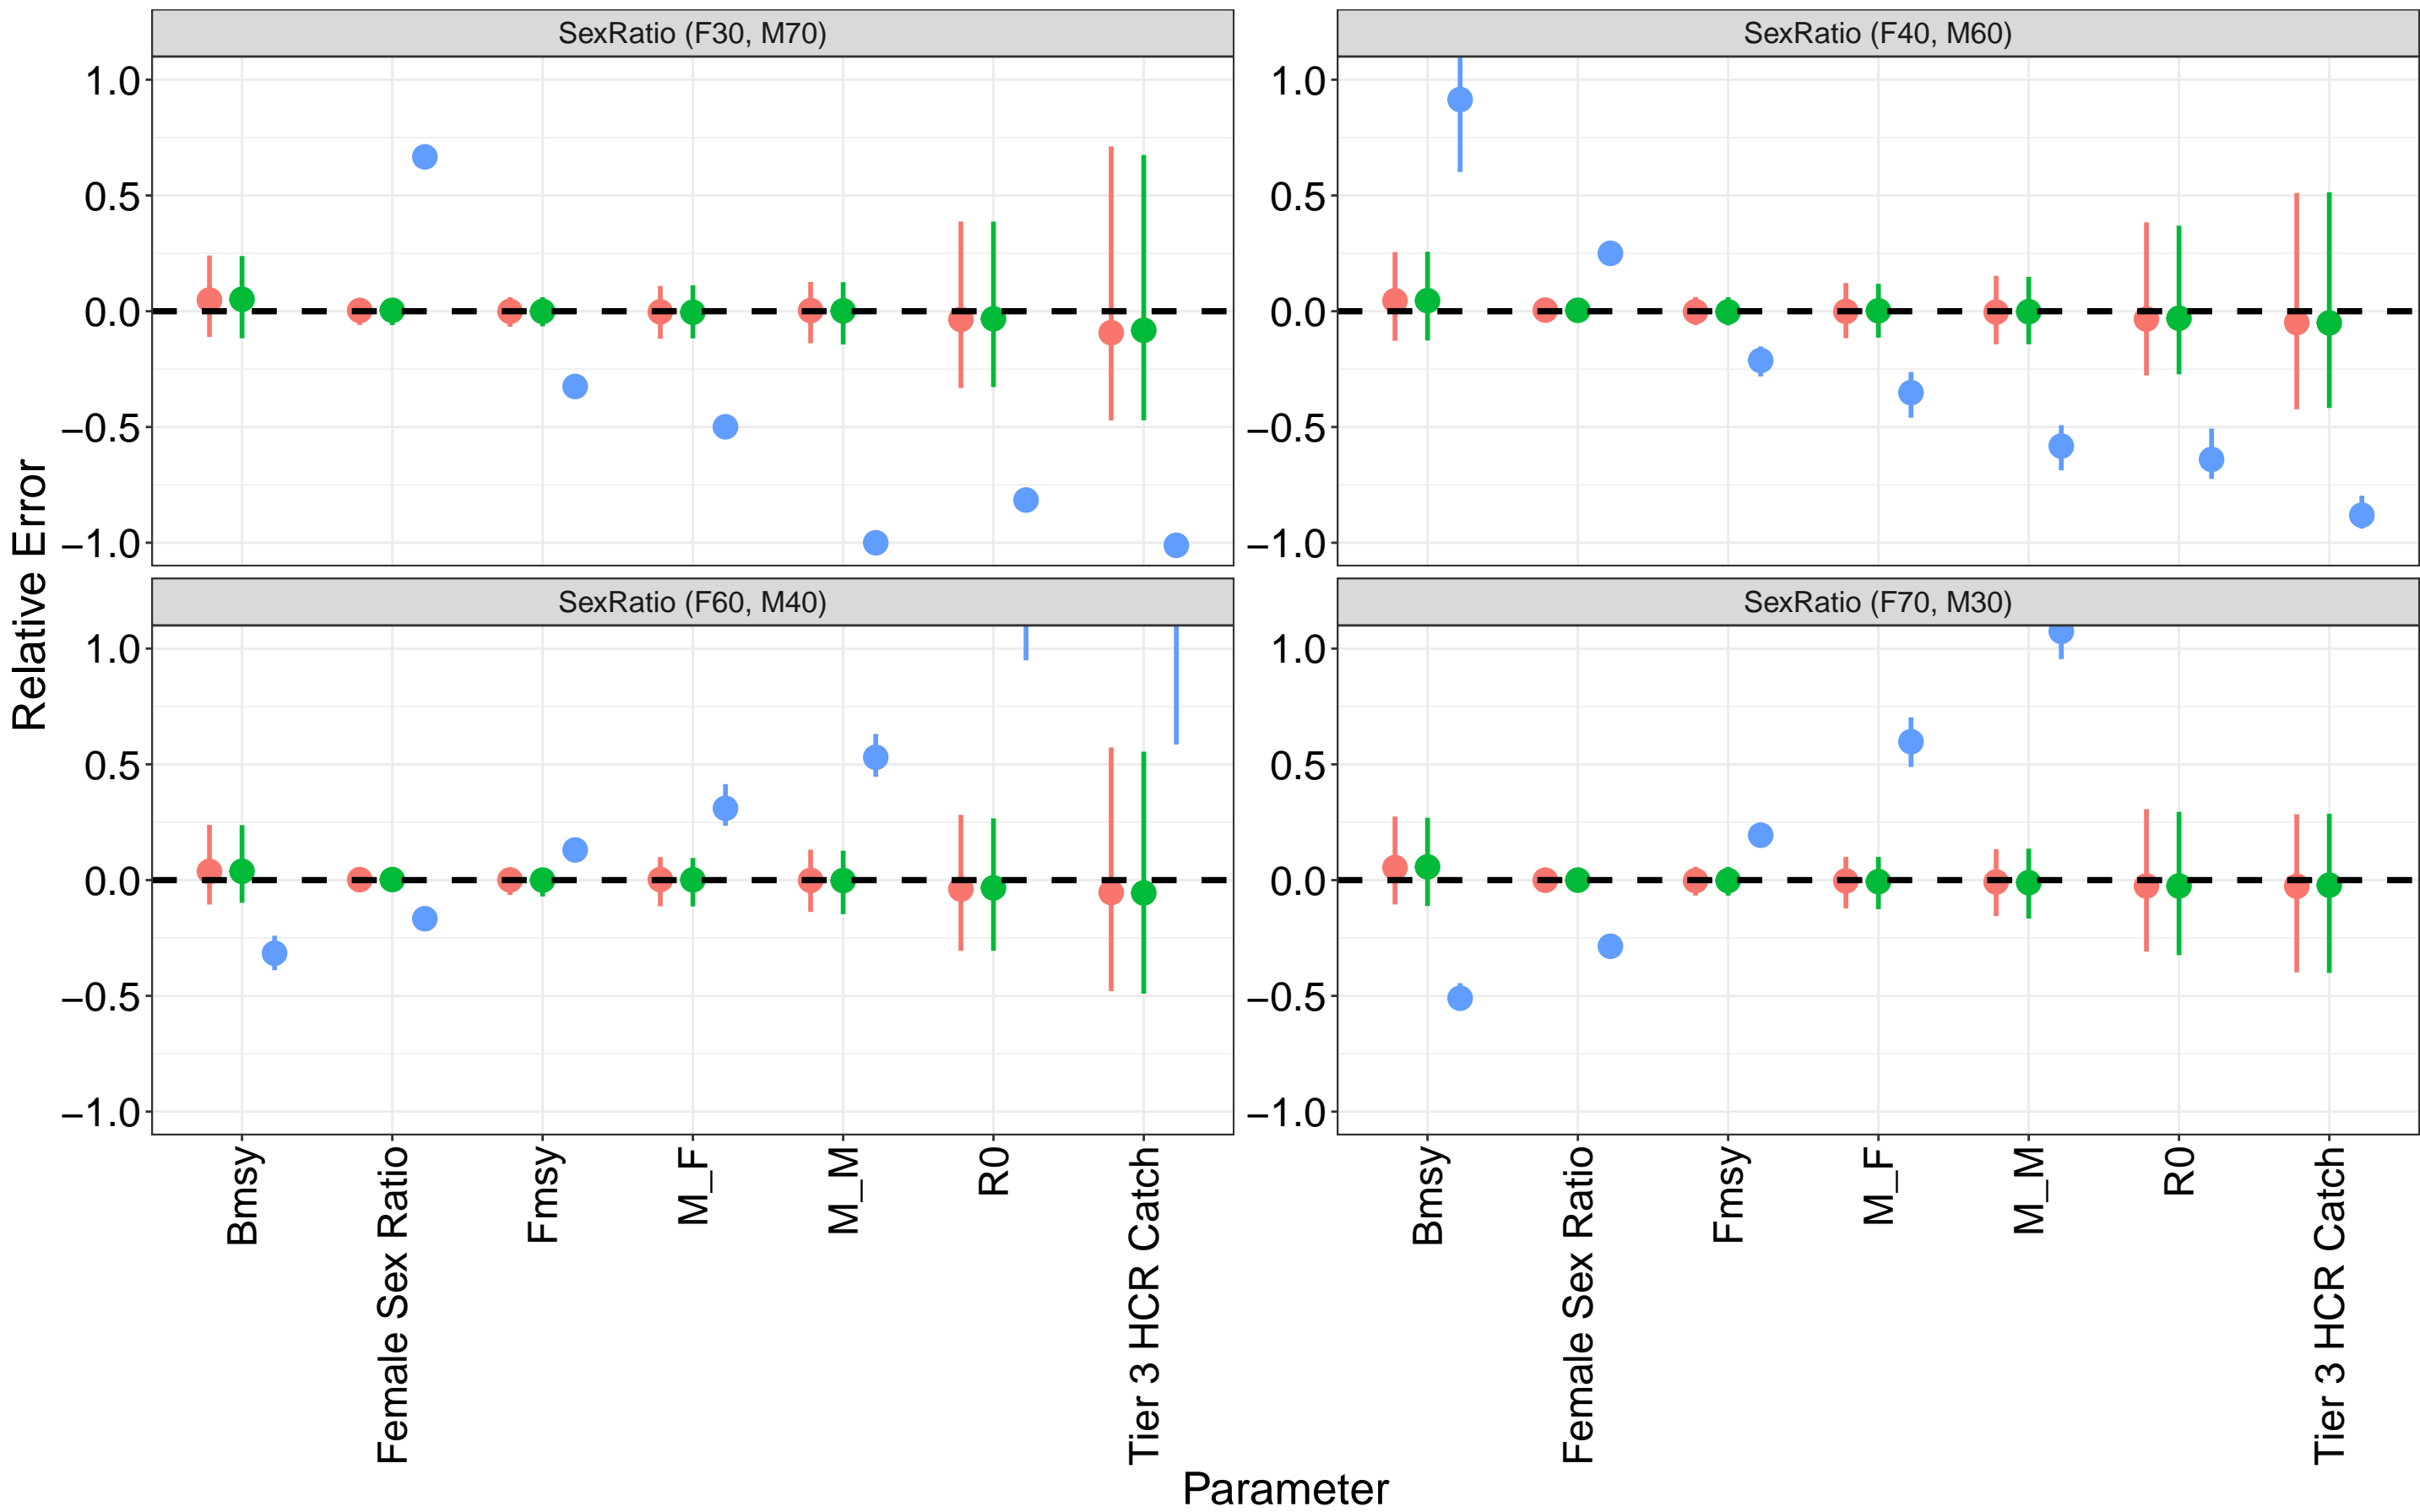 SexRatio (F30, M70)
SexRatio (F40, M60)
1.0
0.5
0.0
−0.5
−1.0
1.0
0.5
0.0
−0.5
−1.0
SexRatio (F60, M40)
SexRatio (F70, M30)
1.0
0.5
0.0
−0.5
−1.0
1.0
0.5
0.0
−0.5
−1.0
Relative Error
Bmsy
Female Sex Ratio
Fmsy
M_F
M_M
R0
Tier 3 HCR Catch
Bmsy
Female Sex Ratio
Fmsy
M_F
M_M
R0
Tier 3 HCR Catch
Parameter